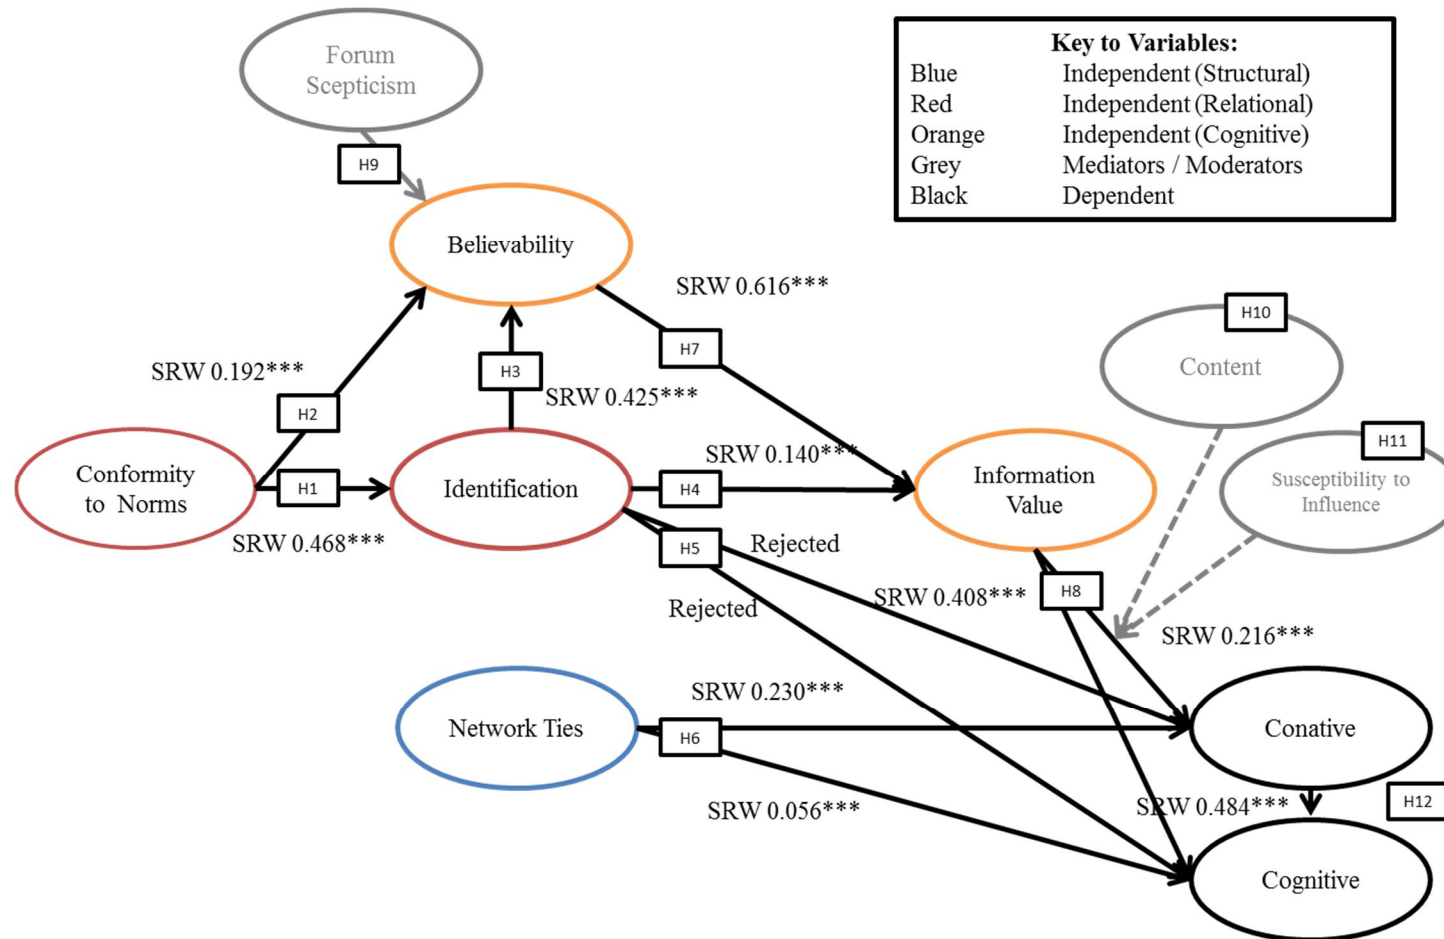 Forum
Scepticism
Key to Variables:
Blue Independent (Structural)
Red Independent (Relational)
Orange Independent (Cognitive)
Grey Mediators / Moderators
Black Dependent
H9
Believability
SRW 0.616***
H10
H7
Content
SRW 0.192***
H3
SRW 0.425***
H2
H11
SRW 0.140***
Conformity
to Norms
H1
Identification
H4
Information
Value
Susceptibility to
Influence
SRW 0.468***
H5
Rejected
Rejected
SRW 0.408***
H8
SRW 0.216***
SRW 0.230***
Network Ties
H6
Conative
SRW 0.056***
SRW 0.484***
H12
Cognitive